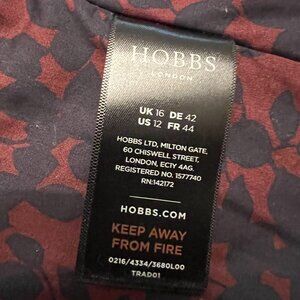 HOBBS
LONDON
UK 16 DE 42
US 12 FR 44
HOBBS LTD, MILTON GATE,
60 CHISWELL STREET,
LONDON, EC1Y 4AG.
REGISTERED NO. 1577740
RN:142172
HOBBS.COM
KEEP AWAY
FROM FIRE
0216/4334/3680L00
TRAD01